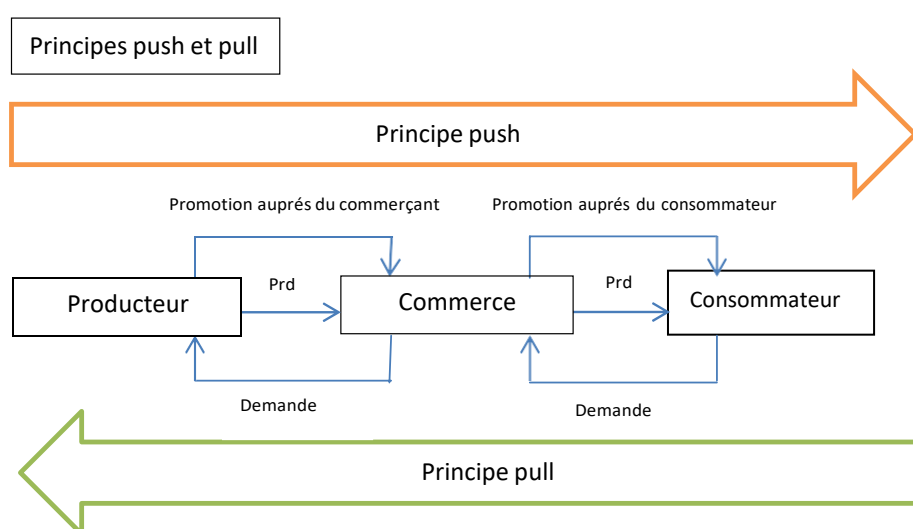 Principes push et pull
Principe push
Promotion auprés du commerçant
Promotion auprés du consommateur
Producteur
Prd
Commerce
Prd
Consommateur
Demande
Demande
Principe pull